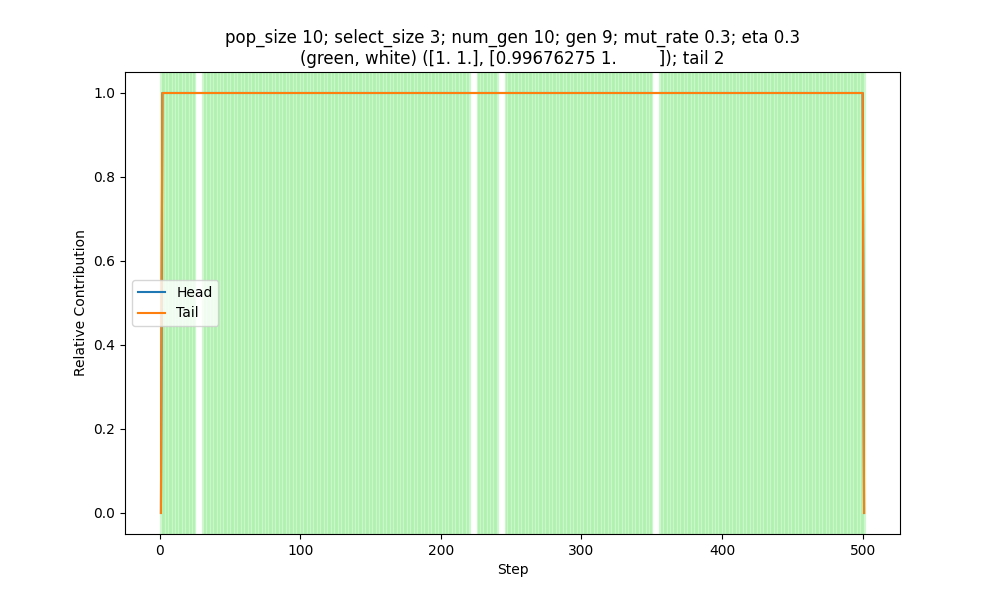 pop_size 10; select_size 3; num_gen 10; gen 9; mut_rate 0.3; eta 0.3
(green, white) ([1. 1.], [0.99676275 1.         ]); tail 2
1.0
0.8
0.6
0.4
0.2
0.0
Relative Contribution
Head
Tail
0
100
200
300
400
500
Step